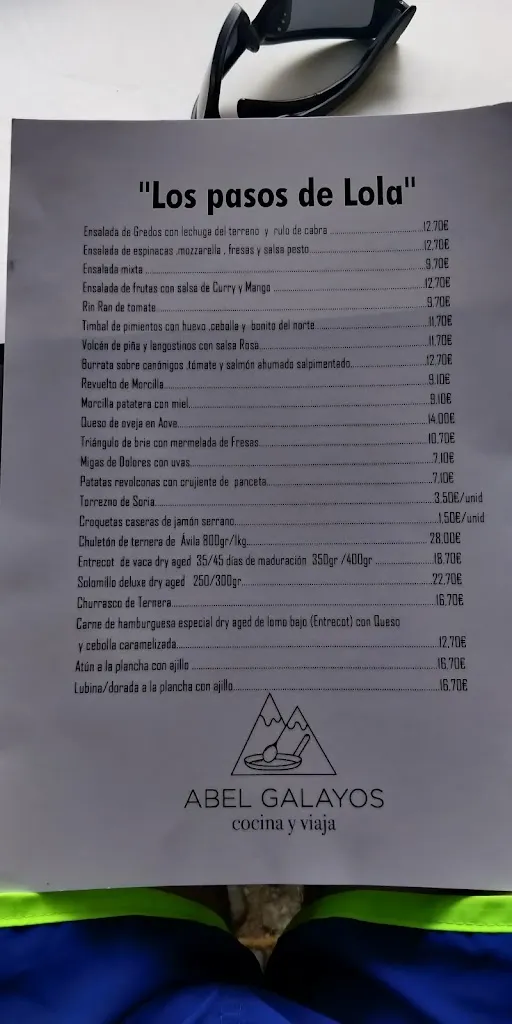 "Los pasos de Lola"
Ensalada de Gredos con lechuga del terreno y rulo de cabra 12.70€
Ensalada de espinacas ,mozzarella , fresas y salsa pesto 12,70€
Ensalada mixta 9.70€
Ensalada de frutas con salsa de Curry y Mango 12.70€
Rin Ran de tomate 9.70€
Timbal de pimientos con huevo ,cebolla y bonito del norte 11,70€
Volcán de piña y langostinos con salsa Rosa 11.70€
Burrata sobre canónigos ,tómate y salmón ahumado salpimentado 12.70€
Revuelto de Morcilla 9.10€
Morcilla patatera con miel 9.10€
Queso de oveja en Aove 14.00€
Triángulo de brie con mermelada de Fresas 10.70€
Migas de Dolores con uvas 7.10€
Patatas revolconas con crujiente de panceta 7.10€
Torrezno de Soria 3.50€/unid
Croquetas caseras de jamón serrano 1.50€/unid
Chuletón de ternera de Ávila 800gr/1kg 28.00€
Entrecot de vaca dry aged 35/45 días de maduración 350gr /400gr 18.70€
Solomillo deluxe dry aged 250/300gr 22.70€
Churrasco de Ternera 16.70€
Carne de hamburguesa especial dry aged de lomo bajo (Entrecot) con Queso
y cebolla caramelizada 12,70€
Atún a la plancha con ajillo 16.70€
Lubina/dorada a la plancha con ajillo 16.70€
ABEL GALAYOS
cocina y viaja